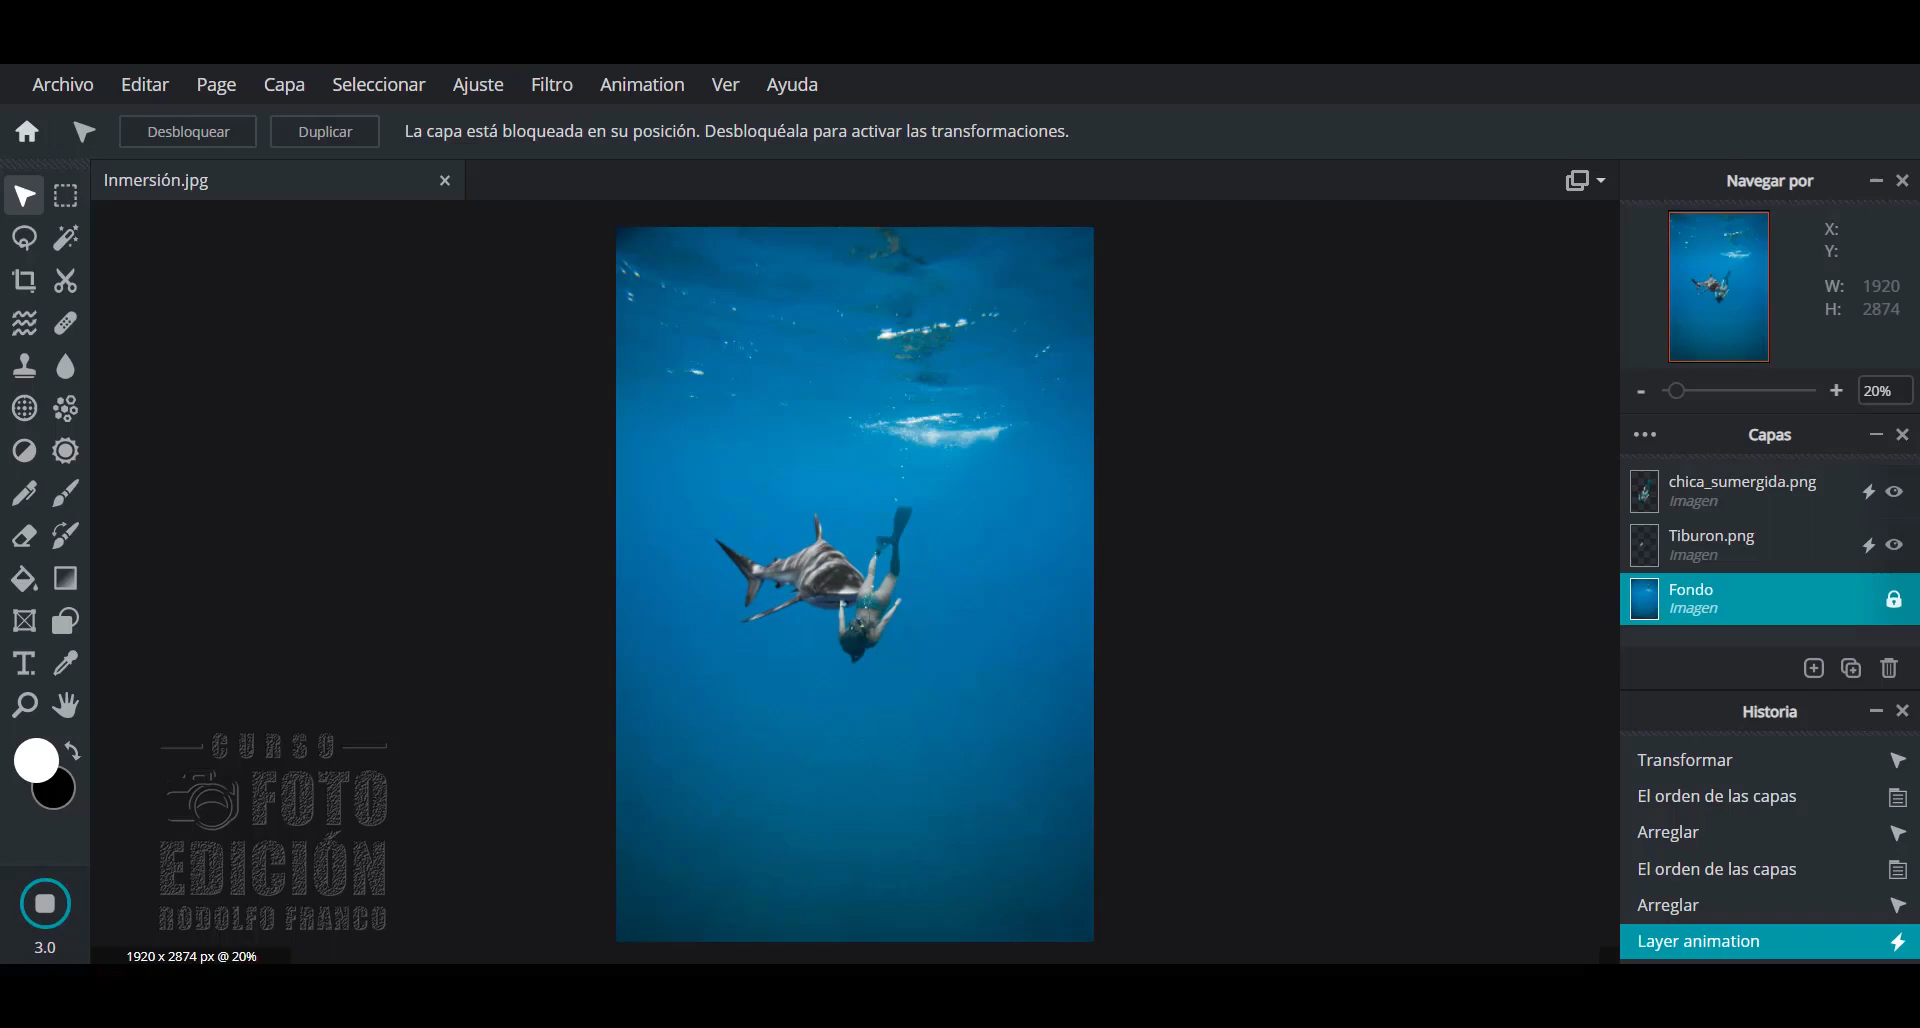 Archivo Editar Page Capa Seleccionar Ajuste Filtro Animation Ver Ayuda
Desbloquear Duplicar La capa está bloqueada en su posición. Desbloquéala para activar las transformaciones.
Inmersión.jpg
Navegar por
X:
Y:
W: 1920
H: 2874
- + 20%
Capas
chica_sumergida.png
Imagen
Tiburon.png
Imagen
Fondo
Imagen
Historia
Transformar
El orden de las capas
Arreglar
El orden de las capas
Arreglar
Layer animation
CURSO
FOTO
EDICIÓN
RODOLFO FRANCO
3.0
1920 x 2874 px @ 20%